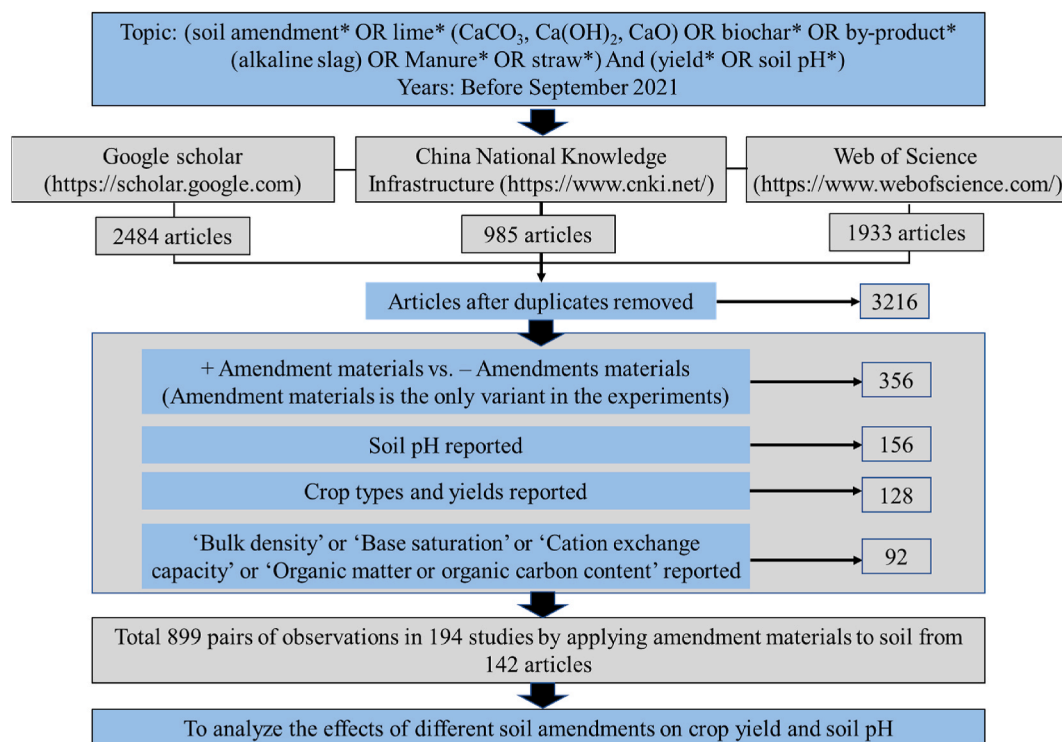 Topic: (soil amendment* OR lime* (CaCO₃, Ca(OH)₂, CaO) OR biochar* OR by-product*
(alkaline slag) OR Manure* OR straw*) And (yield* OR soil pH*)
Years: Before September 2021
Google scholar
(https://scholar.google.com)
China National Knowledge
Infrastructure (https://www.cnki.net/)
Web of Science
(https://www.webofscience.com/)
2484 articles
985 articles
1933 articles
Articles after duplicates removed
3216
+ Amendment materials vs. – Amendments materials
(Amendment materials is the only variant in the experiments)
356
Soil pH reported
156
Crop types and yields reported
128
‘Bulk density’ or ‘Base saturation’ or ‘Cation exchange
capacity’ or ‘Organic matter or organic carbon content’ reported
92
Total 899 pairs of observations in 194 studies by applying amendment materials to soil from
142 articles
To analyze the effects of different soil amendments on crop yield and soil pH